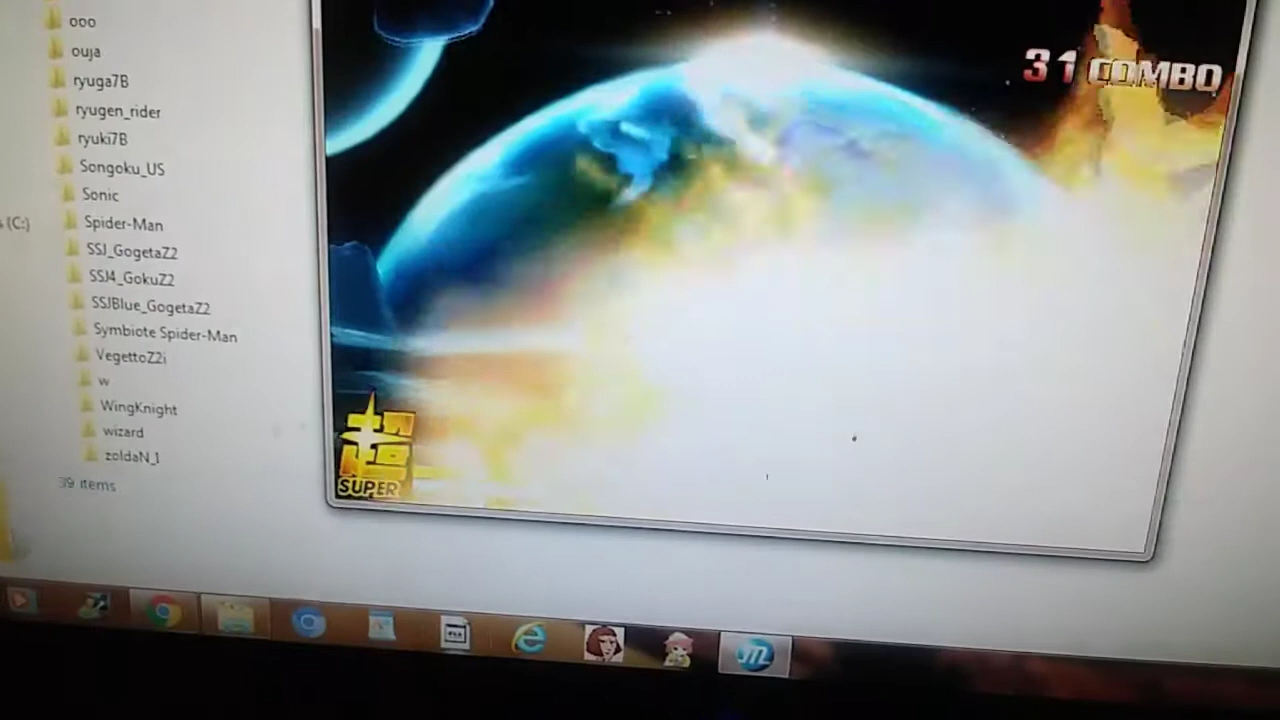 ooo
ouja
ryuga7B
ryugen_rider
ryuki7B
Songoku_US
Sonic
Spider-Man
SSJ_GogetaZ2
SSJ4_GokuZ2
SSJBlue_GogetaZ2
Symbiote Spider-Man
VegettoZ2i
w
WingKnight
wizard
zoldaN_1
39 items
(C:)
31 COMBO
超
SUPER